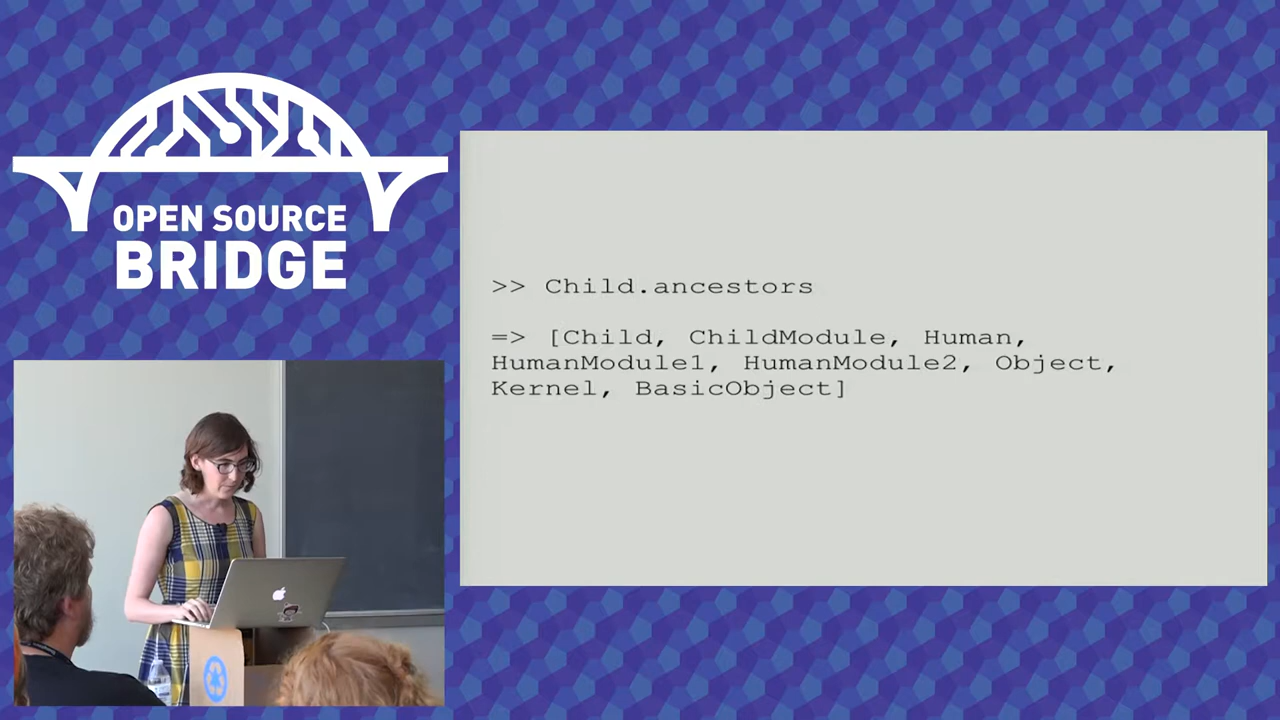 OPEN SOURCE
BRIDGE
>> Child.ancestors
=> [Child, ChildModule, Human,
HumanModule1, HumanModule2, Object,
Kernel, BasicObject]